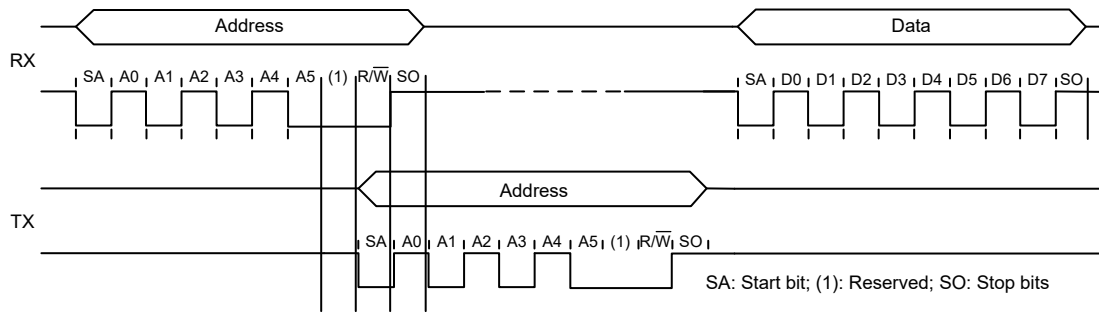 Address Data
RX
SA A0 A1 A2 A3 A4 A5 (1) R/W̅ SO SA D0 D1 D2 D3 D4 D5 D6 D7 SO
Address
TX
SA A0 A1 A2 A3 A4 A5 (1) R/W̅ SO
SA: Start bit; (1): Reserved; SO: Stop bits